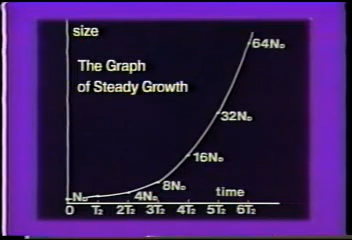 size
The Graph
of Steady Growth
64N₀
32N₀
16N₀
8N₀
4N₀
N₀
time
0 T₂ 2T₂ 3T₂ 4T₂ 5T₂ 6T₂